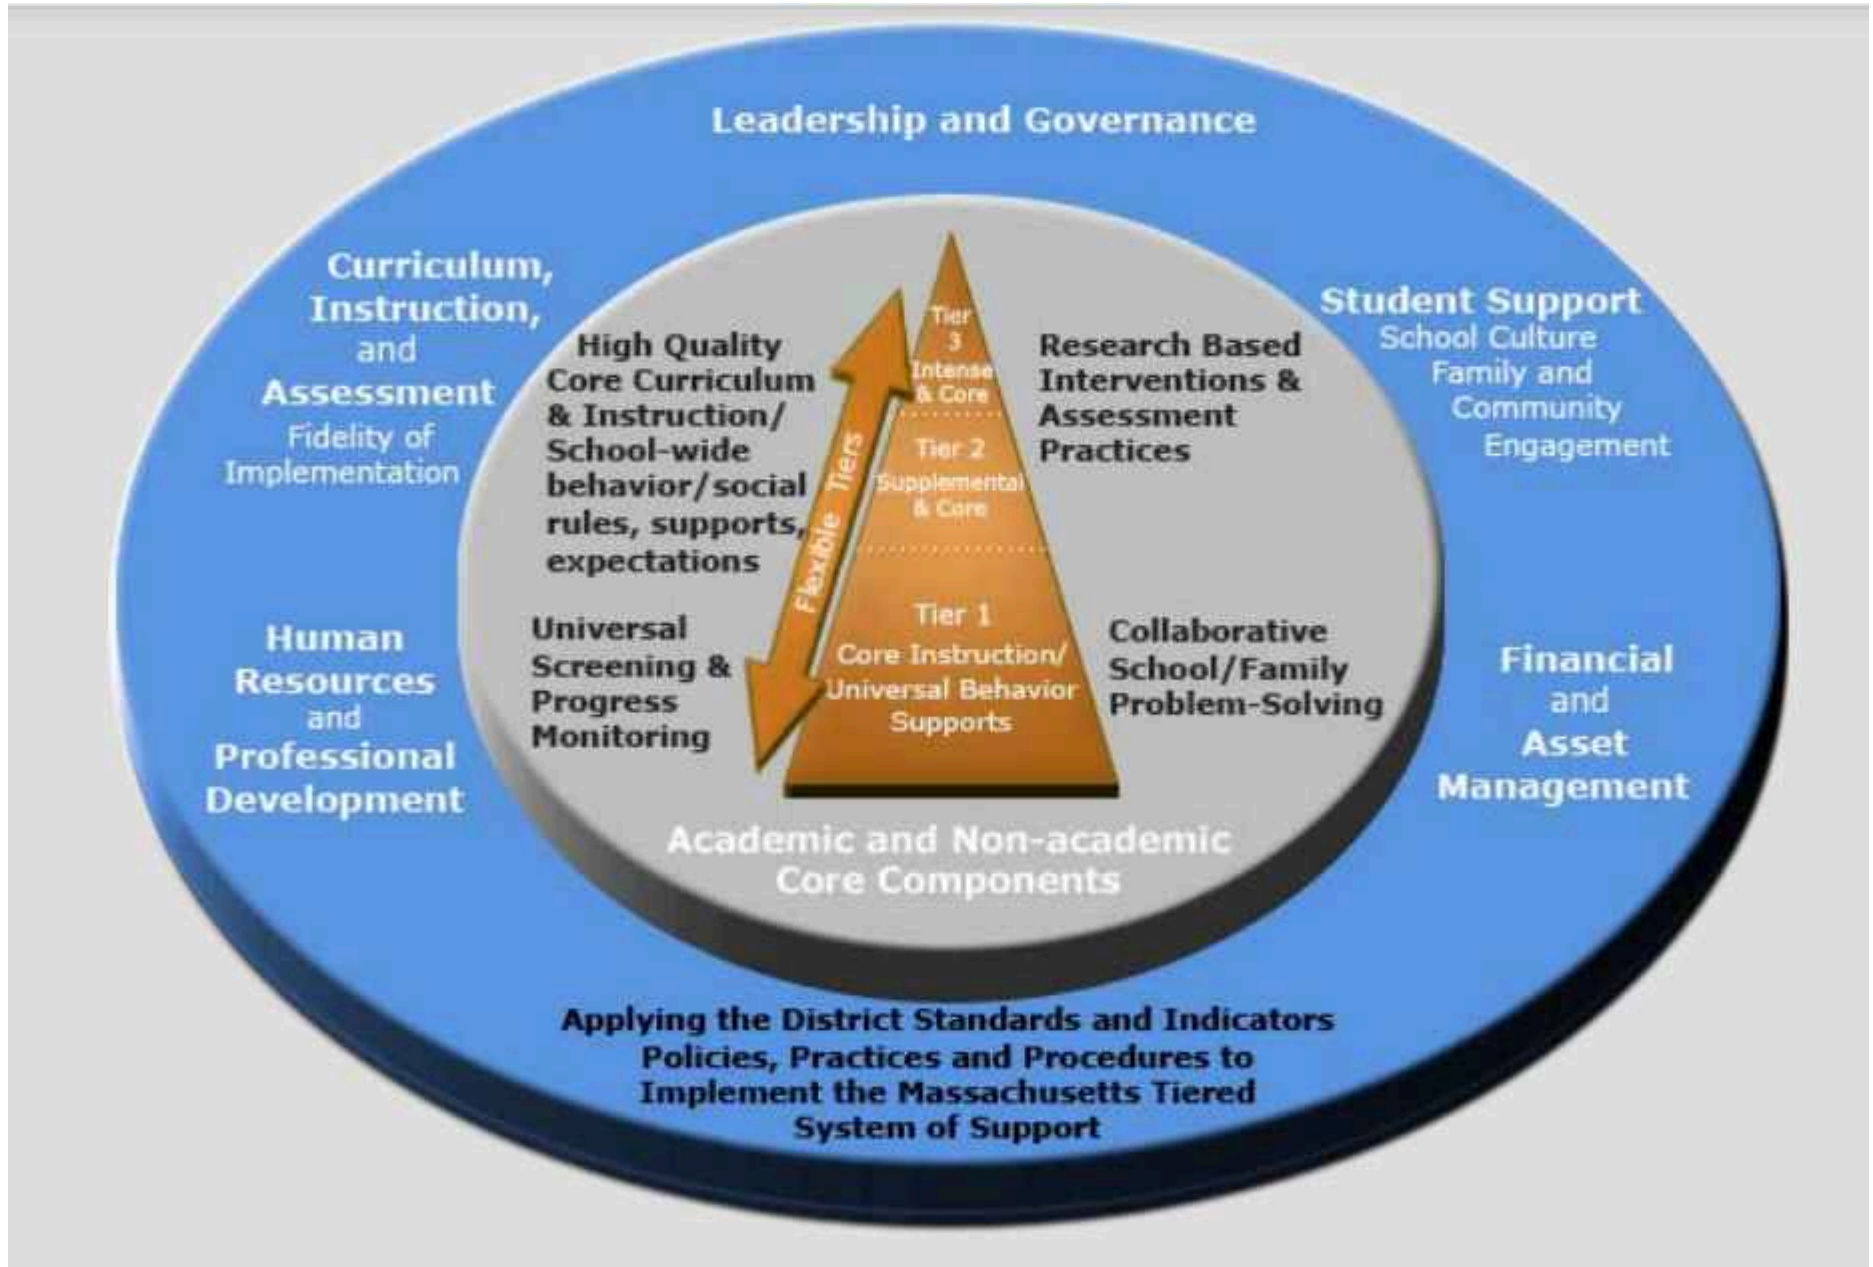 Leadership and Governance
Curriculum,
Instruction,
and
Assessment
Fidelity of
Implementation
Student Support
School Culture
Family and
Community
Engagement
High Quality
Core Curriculum
& Instruction/
School-wide
behavior/social
rules, supports,
expectations
Flexible Tiers
Tier
3
Intense
& Core
Tier 2
Supplemental
& Core
Tier 1
Core Instruction/
Universal Behavior
Supports
Research Based
Interventions &
Assessment
Practices
Universal
Screening &
Progress
Monitoring
Collaborative
School/Family
Problem-Solving
Human
Resources
and
Professional
Development
Financial
and
Asset
Management
Academic and Non-academic
Core Components
Applying the District Standards and Indicators
Policies, Practices and Procedures to
Implement the Massachusetts Tiered
System of Support